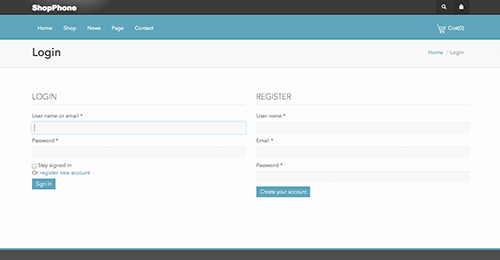 ShopPhone
Home Shop News Page Contact Crat(0)
Login Home / Login
LOGIN
User name or email *
Password *
Stay signed in
Or register new account
Sign in
REGISTER
User name *
Email *
Password *
Create your account